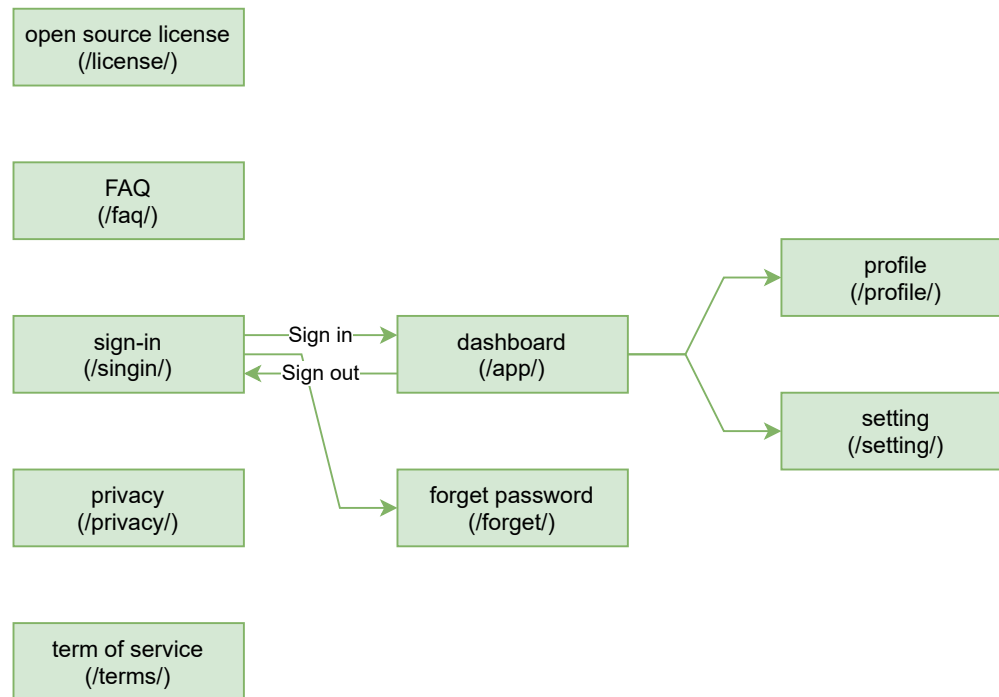 open source license
(/license/)
FAQ
(/faq/)
profile
(/profile/)
sign-in
(/singin/)
Sign in
Sign out
dashboard
(/app/)
setting
(/setting/)
privacy
(/privacy/)
forget password
(/forget/)
term of service
(/terms/)